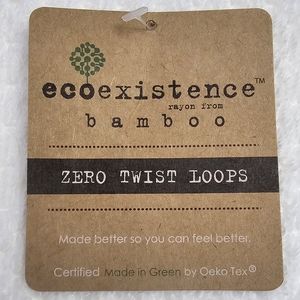 ecoexistence™
rayon from
bamboo
ZERO TWIST LOOPS
Made better so you can feel better.
Certified Made in Green by Oeko Tex®